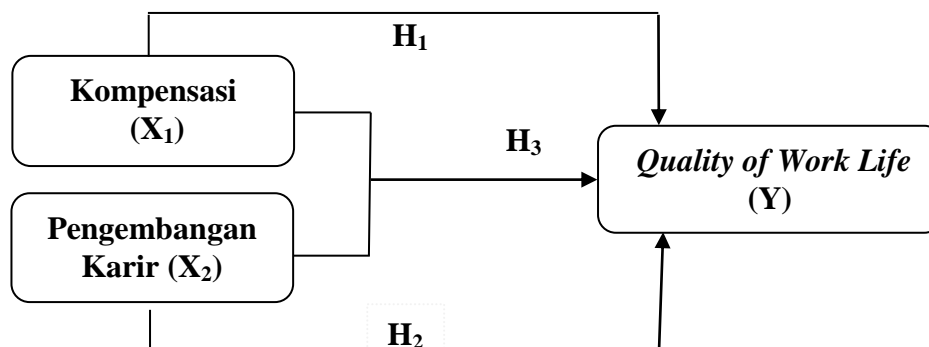 H₁
Kompensasi
(X₁)
H₃
Quality of Work Life
(Y)
Pengembangan
Karir (X₂)
H₂